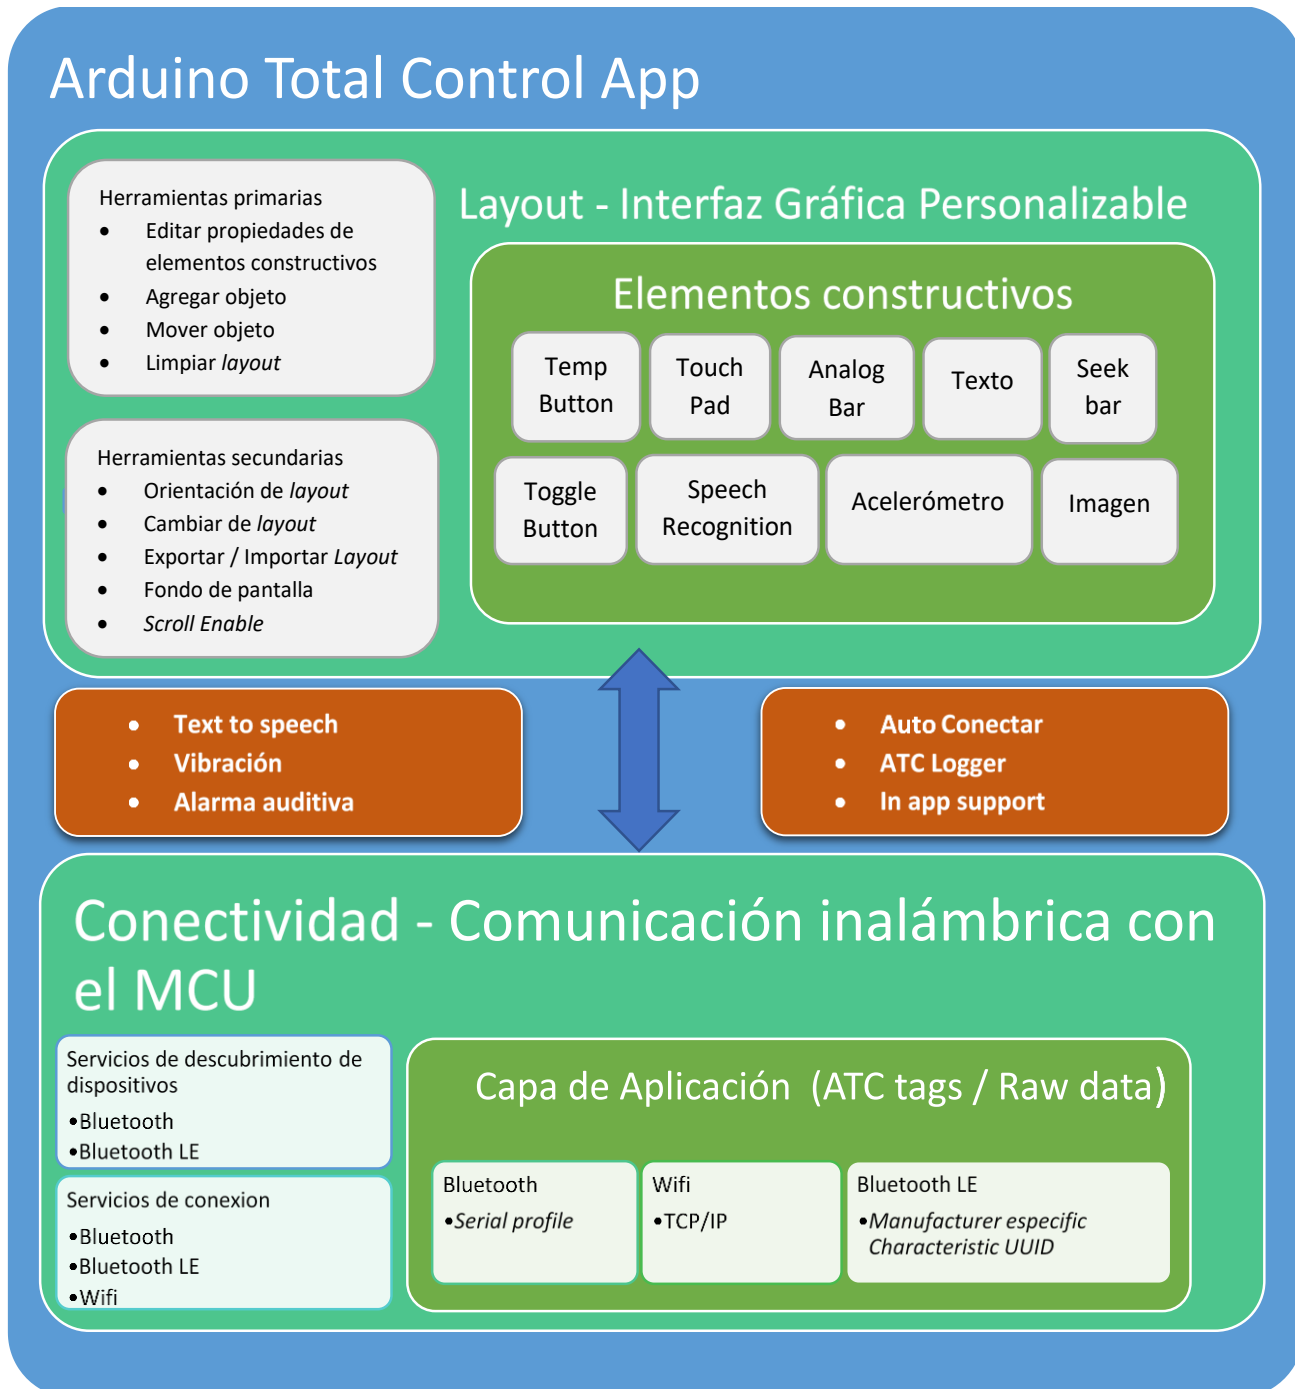 Arduino Total Control App
Herramientas primarias
• Editar propiedades de
elementos constructivos
• Agregar objeto
• Mover objeto
• Limpiar layout
Layout - Interfaz Gráfica Personalizable
Elementos constructivos
Temp
Button
Touch
Pad
Analog
Bar
Texto
Seek
bar
Toggle
Button
Speech
Recognition
Acelerómetro
Imagen
Herramientas secundarias
• Orientación de layout
• Cambiar de layout
• Exportar / Importar Layout
• Fondo de pantalla
• Scroll Enable
• Text to speech
• Vibración
• Alarma auditiva
• Auto Conectar
• ATC Logger
• In app support
Conectividad - Comunicación inalámbrica con
el MCU
Servicios de descubrimiento de
dispositivos
•Bluetooth
•Bluetooth LE
Servicios de conexion
•Bluetooth
•Bluetooth LE
•Wifi
Capa de Aplicación (ATC tags / Raw data)
Bluetooth
•Serial profile
Wifi
•TCP/IP
Bluetooth LE
•Manufacturer especific
Characteristic UUID